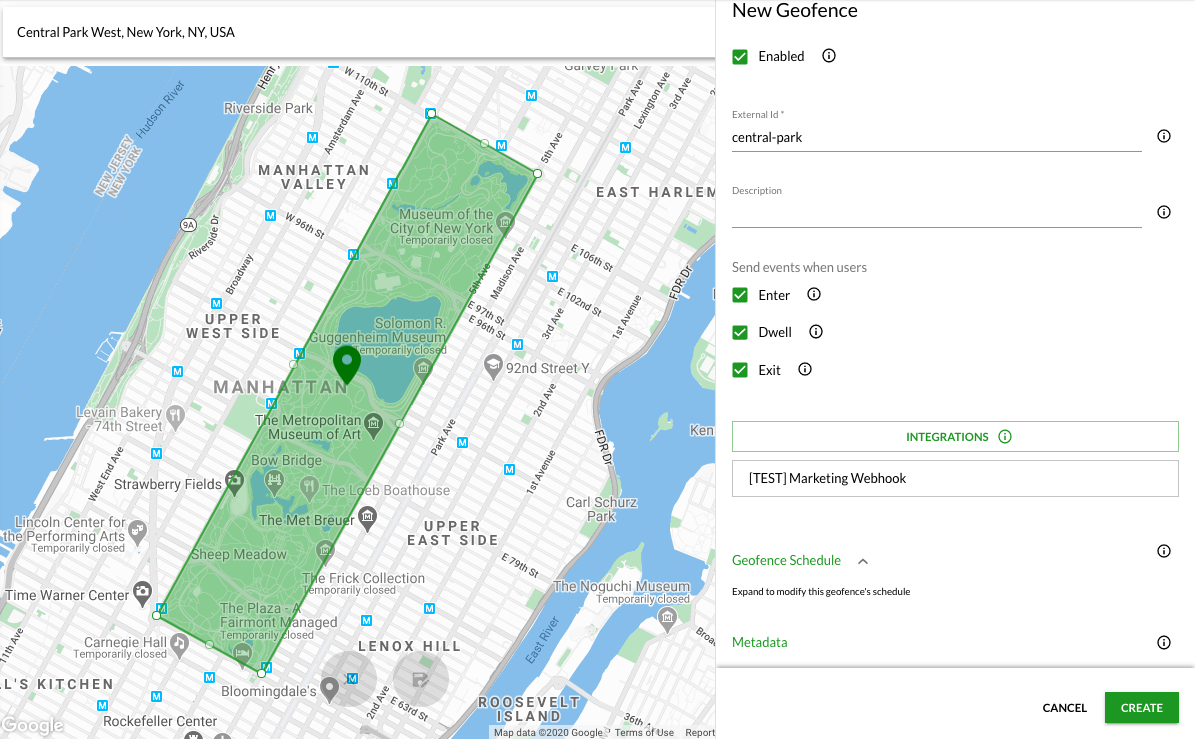 Central Park West, New York, NY, USA
Garvey Park
W 110th St
Riverside Park
Amsterdam Ave
Park Ave
Lexington Ave
3rd Ave
Hudson River
NEW JERSEY
NEW YORK
MANHATTAN
VALLEY
5th Ave
EAST HARLEM
9A
Riverside Dr
W 96th St
Museum of the
City of New York
Temporarily closed
Broadway
Madison Ave
E 106th St
5th Ave
E 102nd St
FDR Dr
UPPER
WEST SIDE
E 97th St
E 96th St
3rd Ave
1st Avenue
Solomon R.
Guggenheim Museum
Temporarily closed
92nd Street Y
MANHATTAN
2nd Ave
Levain Bakery
74th Street
The Metropolitan
Museum of Art
Park Ave
FDR Dr
Ken
West End Ave
Bow Bridge
Strawberry Fields
The Loeb Boathouse
1st Avenue
Carl Schurz
Park
Lincoln Center for
the Performing Arts
Temporarily closed
The Met Breuer
UPPER
EAST SIDE
Sheep Meadow
E 79th St
Time Warner Center
The Frick Collection
Temporarily closed
The Noguchi Museum
Temporarily closed
The Plaza - A
Fairmont Managed
Temporarily closed
11th Ave
Carnegie Hall
Temporarily closed
LENOX HILL
East River
Broa
L'S KITCHEN
Bloomingdale's
2nd Ave
E 63rd St
ROOSEVELT
ISLAND
Rockefeller Center
36th Ave
Google
Map data ©2020 Google
Terms of Use
Report
New Geofence
Enabled
External Id *
central-park
Description
Send events when users
Enter
Dwell
Exit
INTEGRATIONS
[TEST] Marketing Webhook
Geofence Schedule
Expand to modify this geofence's schedule
Metadata
CANCEL
CREATE